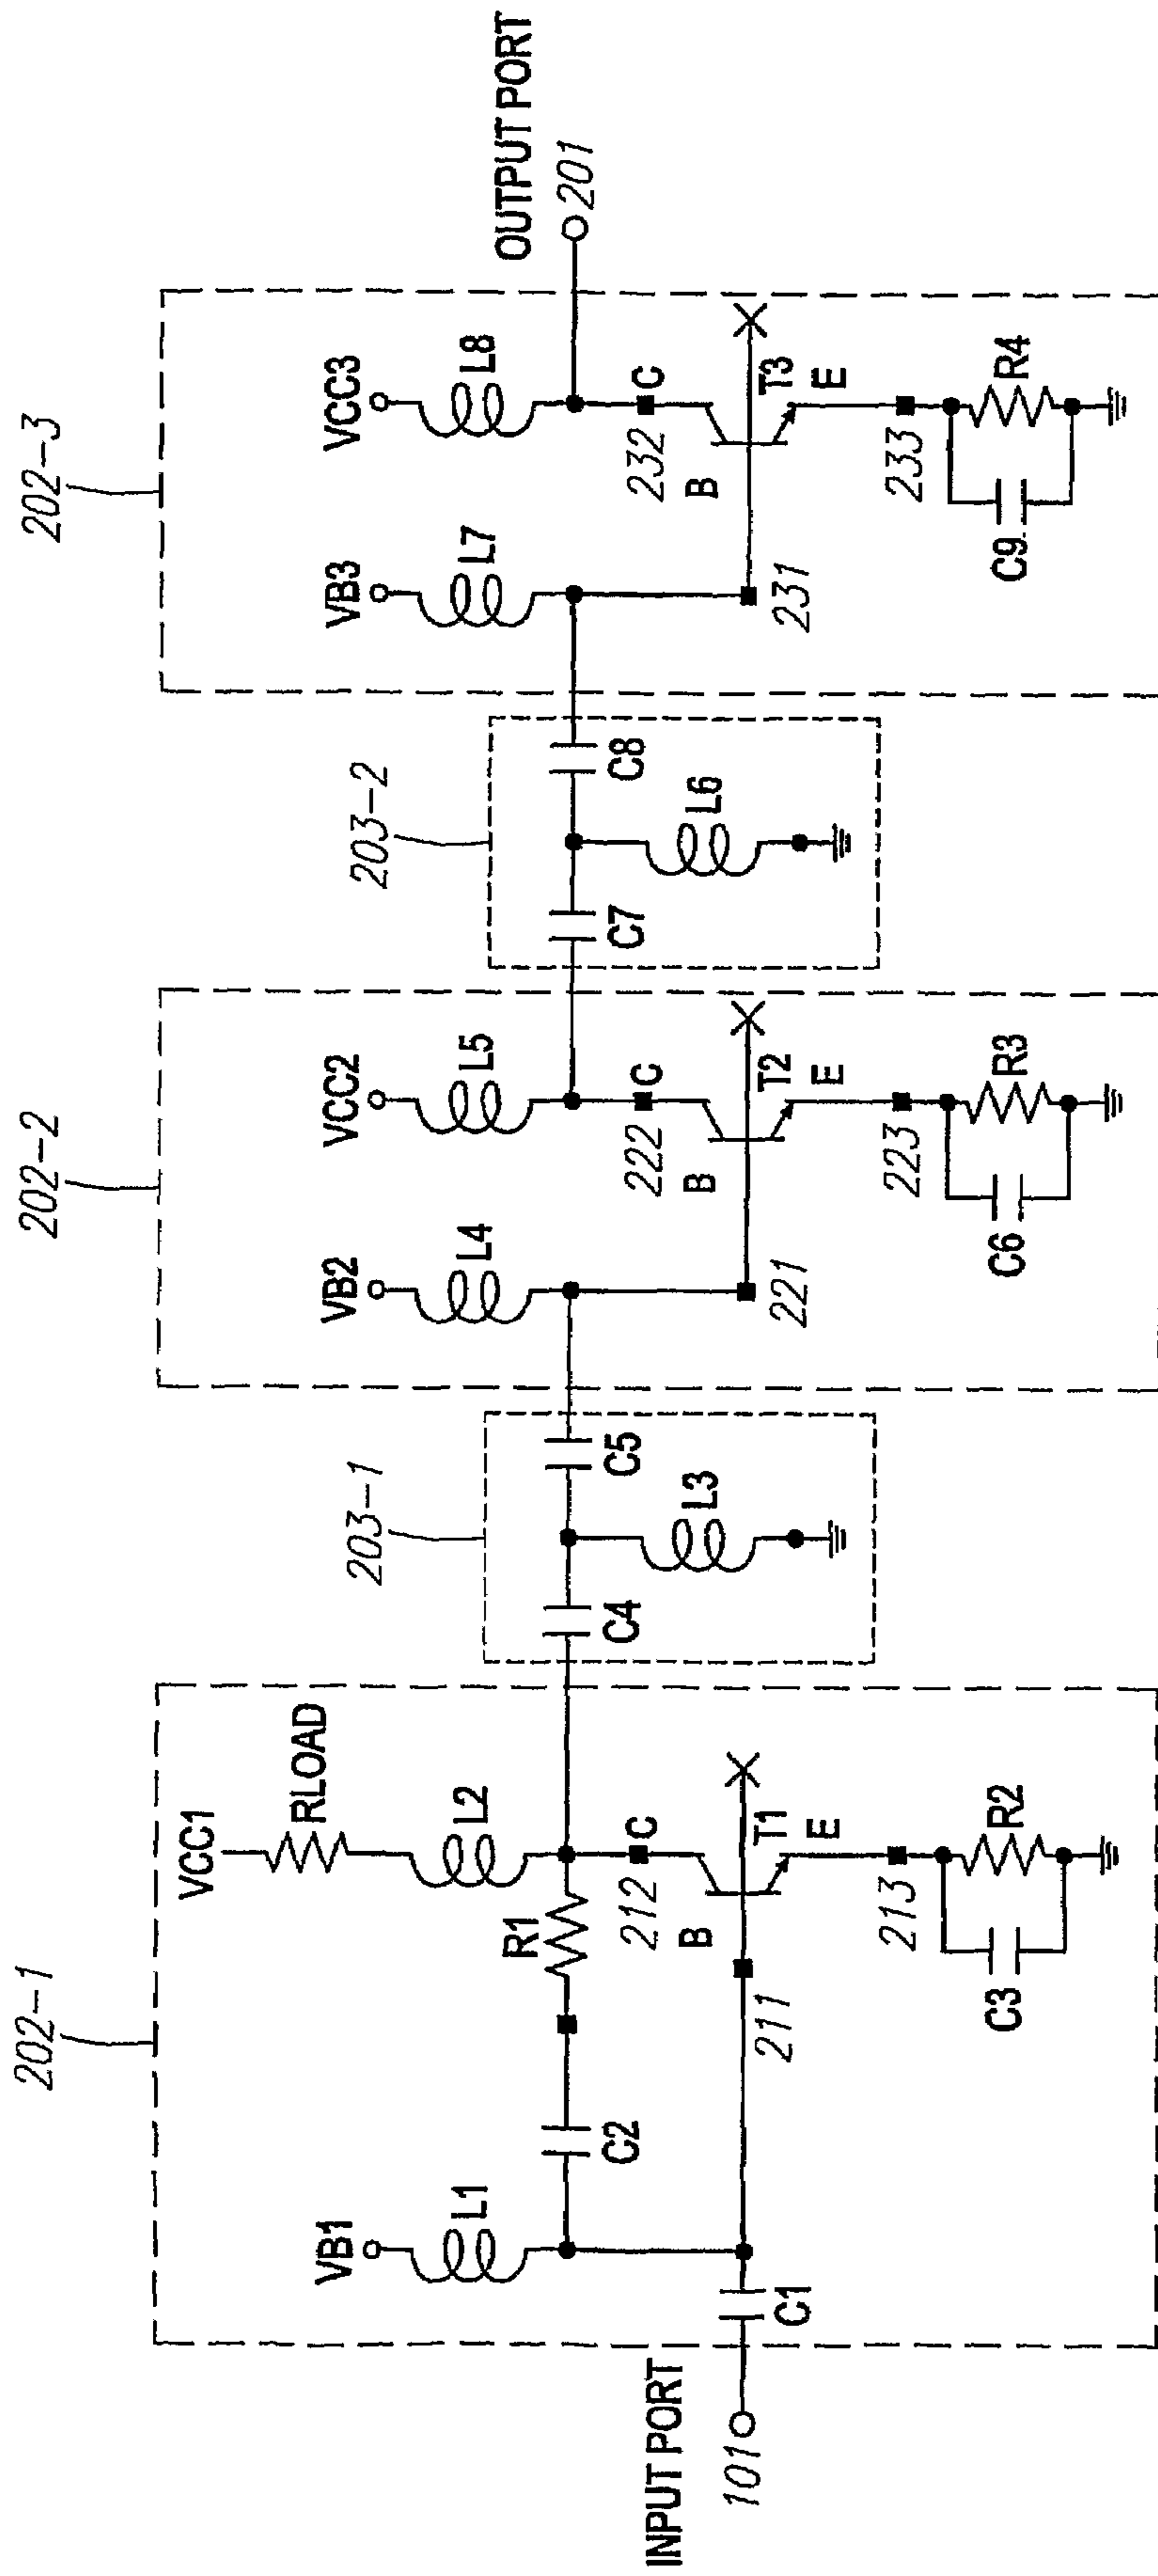 202-1
202-2
202-3
VCC1
RLOAD
VB1
L1
L2
C2
R1
212
C
B
T1
E
211
213
C3
R2
INPUT PORT
101
C1
203-1
C4
C5
L3
VB2
L4
VCC2
L5
222
C
B
T2
E
221
223
C6
R3
203-2
C7
C8
L6
VB3
L7
VCC3
L8
232
C
B
T3
E
231
233
C9
R4
OUTPUT PORT
201